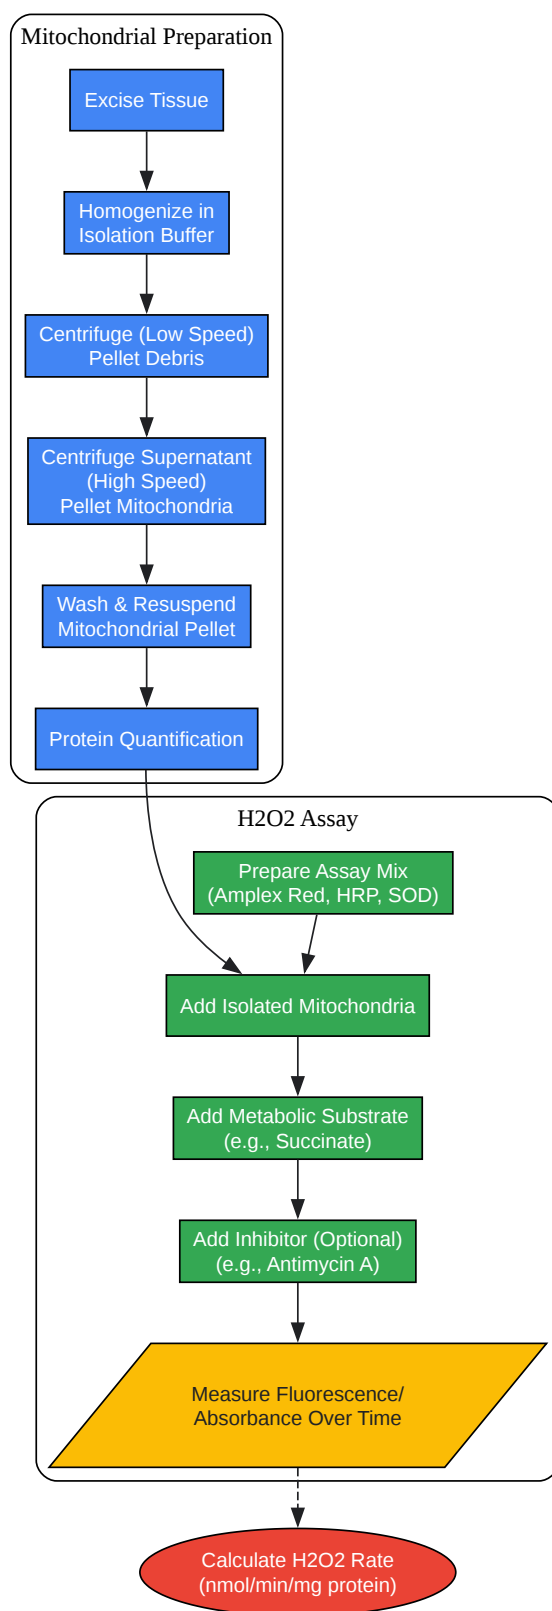 Mitochondrial Preparation
Excise Tissue
Homogenize in
Isolation Buffer
Centrifuge (Low Speed)
Pellet Debris
Centrifuge Supernatant
(High Speed)
Pellet Mitochondria
Wash & Resuspend
Mitochondrial Pellet
Protein Quantification
H2O2 Assay
Prepare Assay Mix
(Amplex Red, HRP, SOD)
Add Isolated Mitochondria
Add Metabolic Substrate
(e.g., Succinate)
Add Inhibitor (Optional)
(e.g., Antimycin A)
Measure Fluorescence/
Absorbance Over Time
Calculate H2O2 Rate
(nmol/min/mg protein)